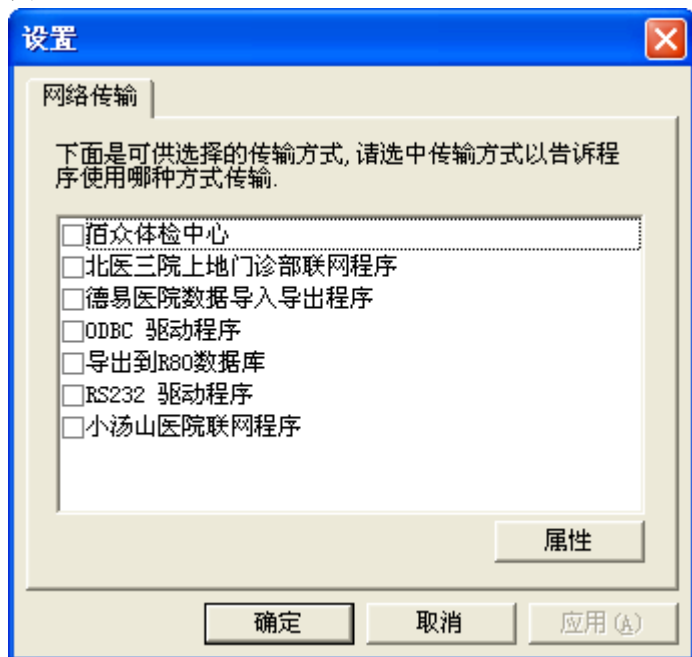 设置
网络传输
下面是可供选择的传输方式,请选中传输方式以告诉程
序使用哪种方式传输.
佰众体检中心
北医三院上地门诊部联网程序
德易医院数据导入导出程序
ODBC 驱动程序
导出到R80数据库
RS232 驱动程序
小汤山医院联网程序
属性
确定
取消
应用(A)